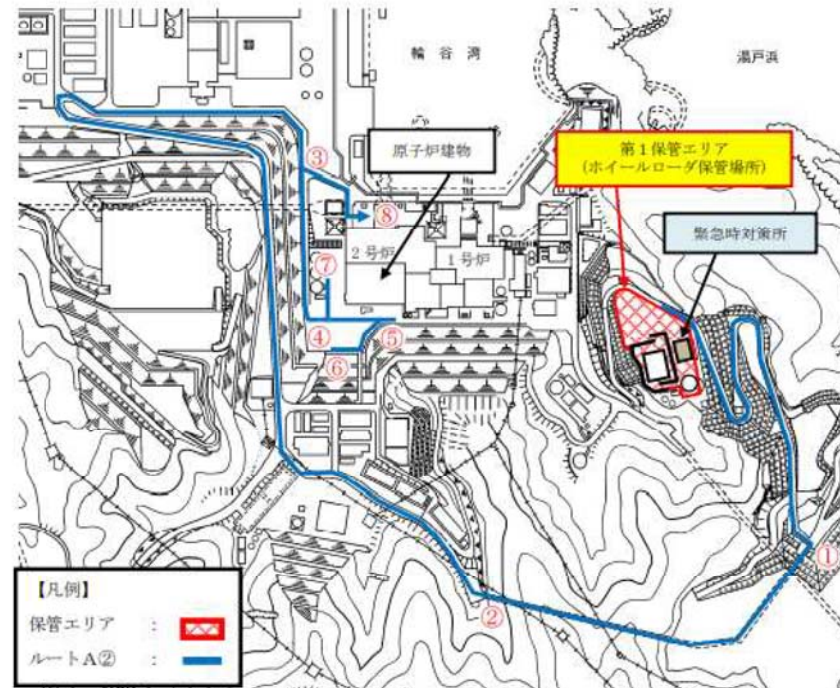 輪谷湾
湯戸浜
原子炉建物
第1保管エリア
(ホイールローダ保管場所)
③
⑧
緊急時対策所
2号炉
1号炉
⑦
④
⑤
⑥
①
②
【凡例】
保管エリア :
ルートA② :